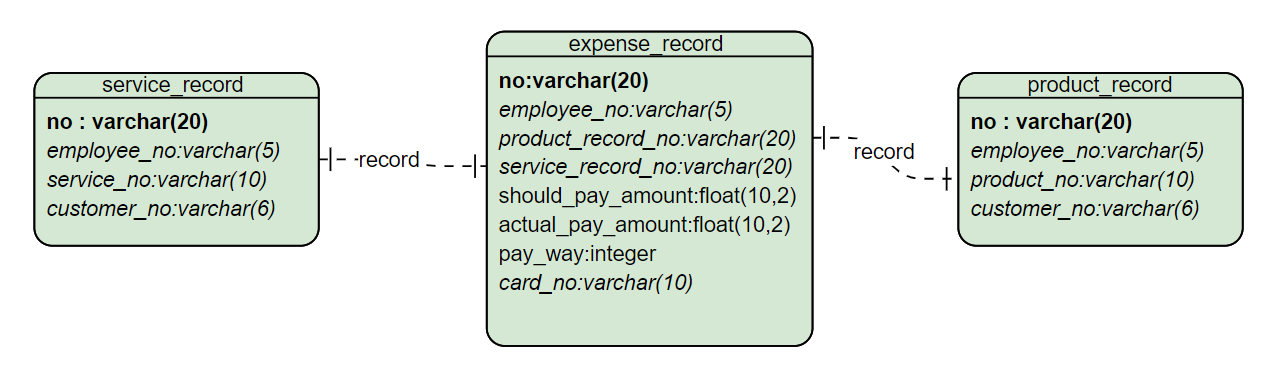 service_record
no : varchar(20)
employee_no:varchar(5)
service_no:varchar(10)
customer_no:varchar(6)
record
expense_record
no:varchar(20)
employee_no:varchar(5)
product_record_no:varchar(20)
service_record_no:varchar(20)
should_pay_amount:float(10,2)
actual_pay_amount:float(10,2)
pay_way:integer
card_no:varchar(10)
record
product_record
no : varchar(20)
employee_no:varchar(5)
product_no:varchar(10)
customer_no:varchar(6)